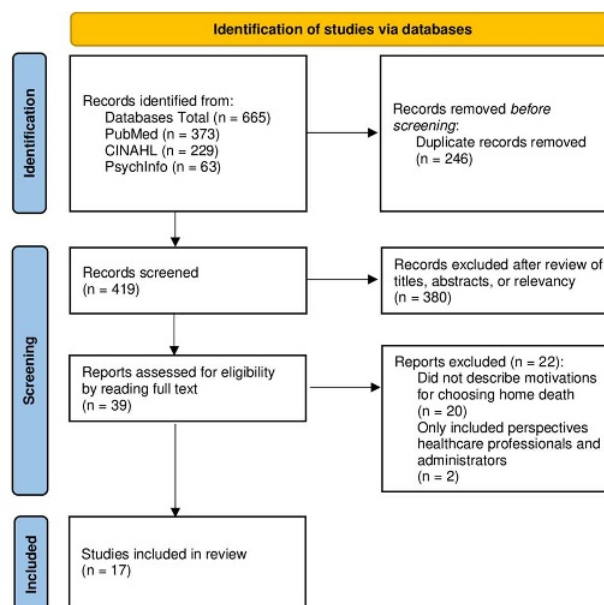 Identification of studies via databases
Identification
Records identified from:
Databases Total (n = 665)
PubMed (n = 373)
CINAHL (n = 229)
PsychInfo (n = 63)
Records removed before
screening:
Duplicate records removed
(n = 246)
Screening
Records screened
(n = 419)
Records excluded after review of
titles, abstracts, or relevancy
(n = 380)
Reports assessed for eligibility
by reading full text
(n = 39)
Reports excluded (n = 22):
Did not describe motivations
for choosing home death
(n = 20)
Only included perspectives
healthcare professionals and
administrators
(n = 2)
Included
Studies included in review
(n = 17)